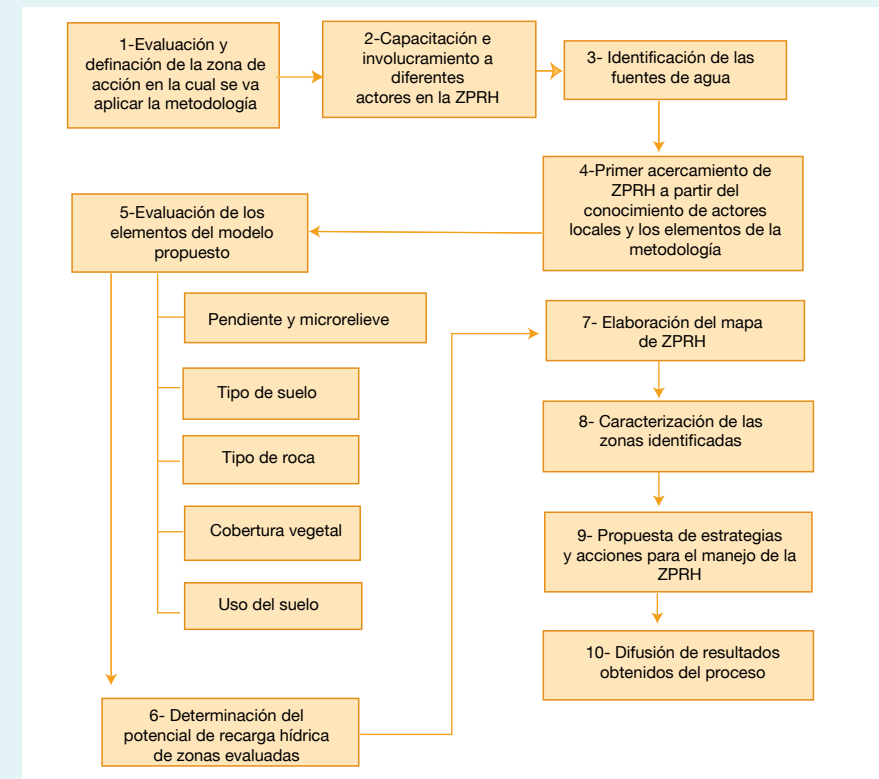 1-Evaluación y
definación de la zona de
acción en la cual se va
aplicar la metodología
2-Capacitación e
involucramiento a
diferentes
actores en la ZPRH
3- Identificación de las
fuentes de agua
4-Primer acercamiento de
ZPRH a partir del
conocimiento de actores
locales y los elementos de la
metodología
5-Evaluación de los
elementos del modelo
propuesto
Pendiente y microrelieve
Tipo de suelo
Tipo de roca
Cobertura vegetal
Uso del suelo
6- Determinación del
potencial de recarga hídrica
de zonas evaluadas
7- Elaboración del mapa
de ZPRH
8- Caracterización de las
zonas identificadas
9- Propuesta de estrategias
y acciones para el manejo de la
ZPRH
10- Difusión de resultados
obtenidos del proceso